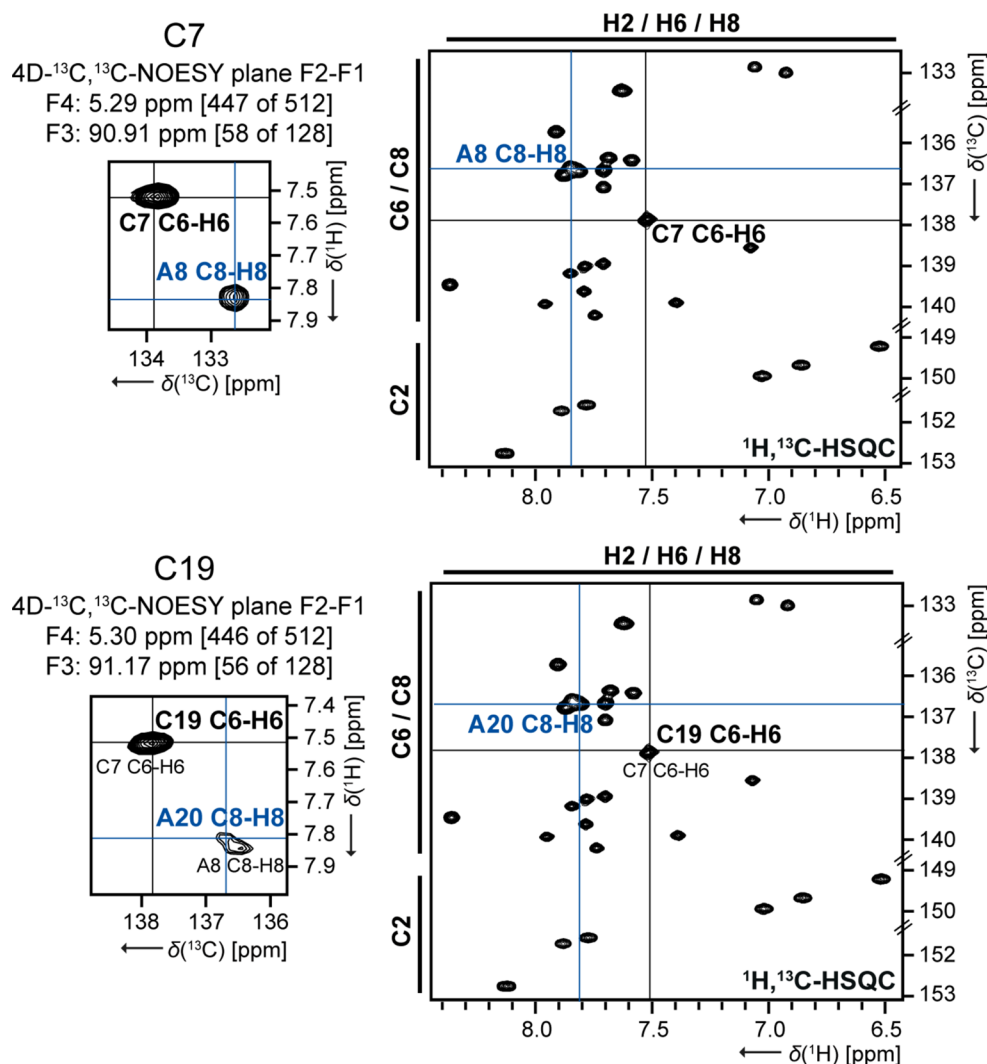 C7
4D-¹³C,¹³C-NOESY plane F2-F1
F4: 5.29 ppm [447 of 512]
F3: 90.91 ppm [58 of 128]
C7 C6-H6
A8 C8-H8
7.5
7.6
7.7
7.8
7.9
δ(¹H) [ppm]
134
133
δ(¹³C) [ppm]
H2 / H6 / H8
C6 / C8
C2
A8 C8-H8
C7 C6-H6
¹H,¹³C-HSQC
133
136
137
138
139
140
149
150
152
153
δ(¹³C) [ppm]
8.0
7.5
7.0
6.5
δ(¹H) [ppm]
C19
4D-¹³C,¹³C-NOESY plane F2-F1
F4: 5.30 ppm [446 of 512]
F3: 91.17 ppm [56 of 128]
C19 C6-H6
C7 C6-H6
A20 C8-H8
A8 C8-H8
7.4
7.5
7.6
7.7
7.8
7.9
δ(¹H) [ppm]
138
137
136
δ(¹³C) [ppm]
H2 / H6 / H8
C6 / C8
C2
A20 C8-H8
C19 C6-H6
C7 C6-H6
¹H,¹³C-HSQC
133
136
137
138
139
140
149
150
152
153
δ(¹³C) [ppm]
8.0
7.5
7.0
6.5
δ(¹H) [ppm]